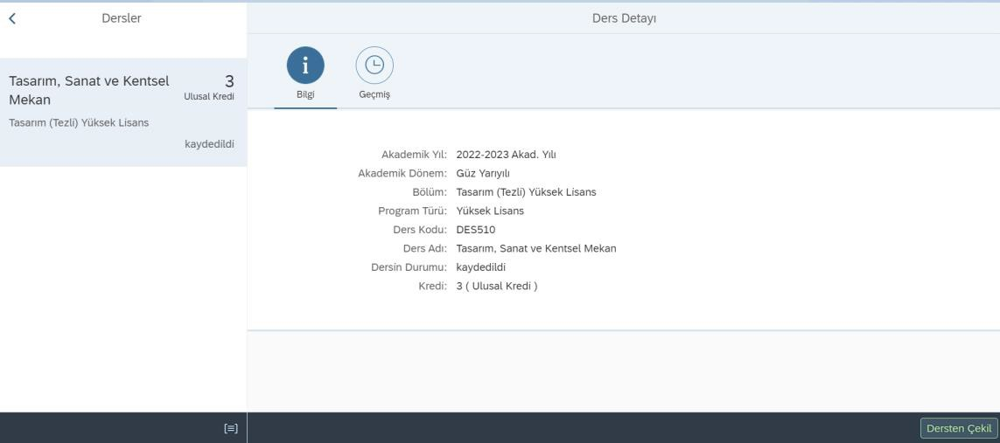 Dersler
Ders Detayı
Tasarım, Sanat ve Kentsel
Mekan
3
Ulusal Kredi
Tasarım (Tezli) Yüksek Lisans
kaydedildi
Bilgi
Geçmiş
Akademik Yıl: 2022-2023 Akad. Yılı
Akademik Dönem: Güz Yarıyılı
Bölüm: Tasarım (Tezli) Yüksek Lisans
Program Türü: Yüksek Lisans
Ders Kodu: DES510
Ders Adı: Tasarım, Sanat ve Kentsel Mekan
Dersin Durumu: kaydedildi
Kredi: 3 ( Ulusal Kredi )
Dersten Çekil